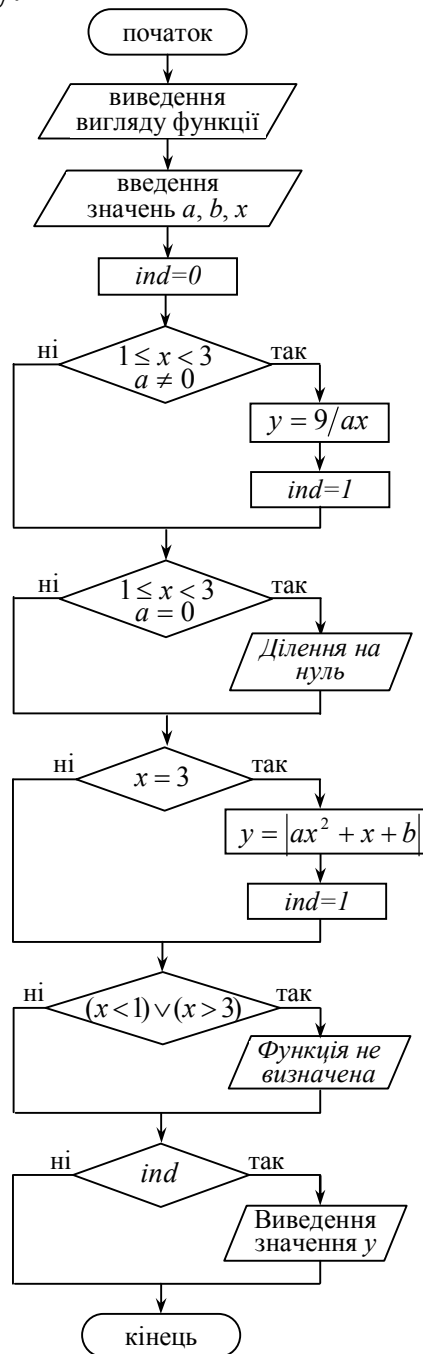 початок
виведення
вигляду функції
введення
значень a, b, x
ind=0
ні
1 ≤ x < 3
a ≠ 0
так
y = 9/ax
ind=1
ні
1 ≤ x < 3
a = 0
так
Ділення на
нуль
ні
x = 3
так
y = |ax² + x + b|
ind=1
ні
(x < 1) ∨ (x > 3)
так
Функція не
визначена
ні
ind
так
Виведення
значення y
кінець